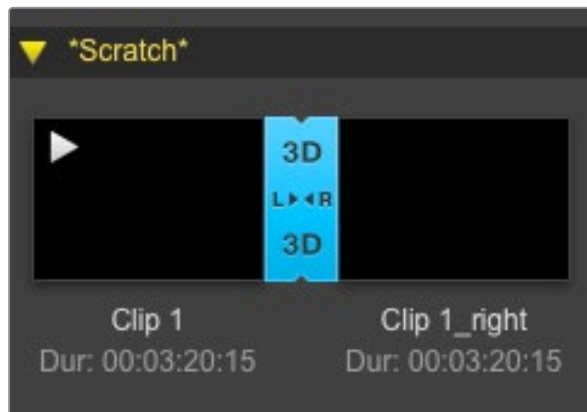 *Scratch*
3D
L R
3D
Clip 1 Clip 1_right
Dur: 00:03:20:15 Dur: 00:03:20:15